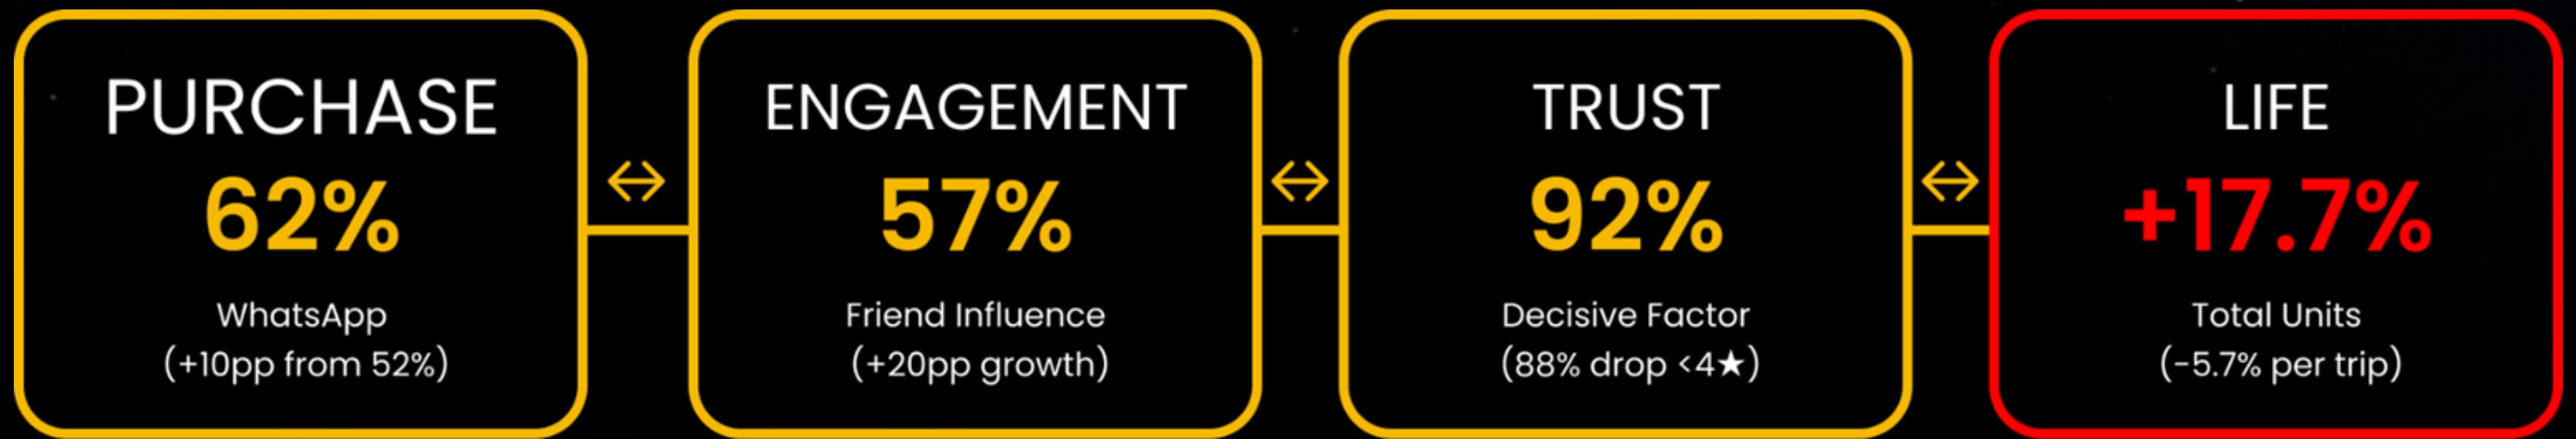 PURCHASE
62%
WhatsApp
(+10pp from 52%)
ENGAGEMENT
57%
Friend Influence
(+20pp growth)
TRUST
92%
Decisive Factor
(88% drop <4★)
LIFE
+17.7%
Total Units
(-5.7% per trip)